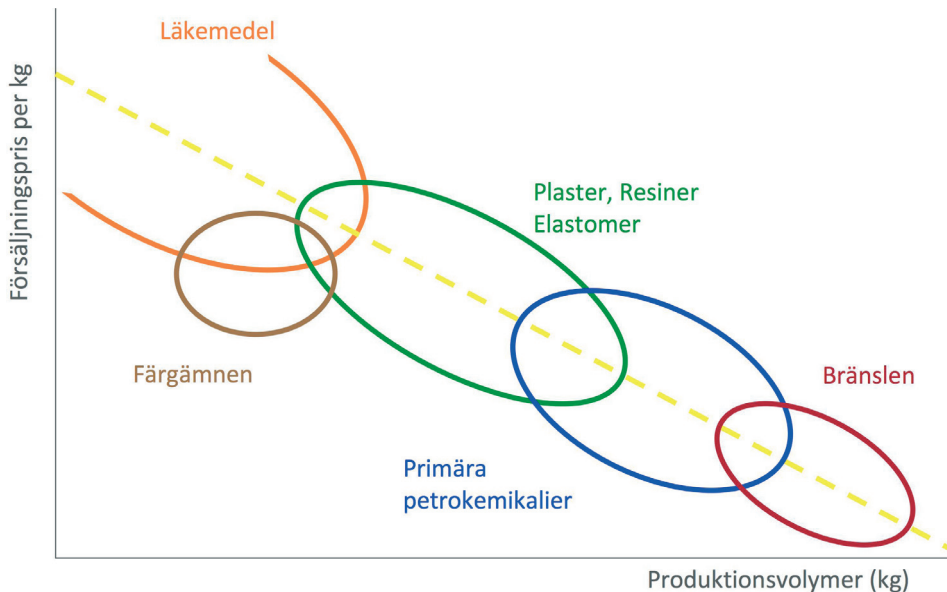 Läkemedel
Försäljningspris per kg
Plaster, Resiner
Elastomer
Färgämnen
Bränslen
Primära
petrokemikalier
Produktionsvolymer (kg)